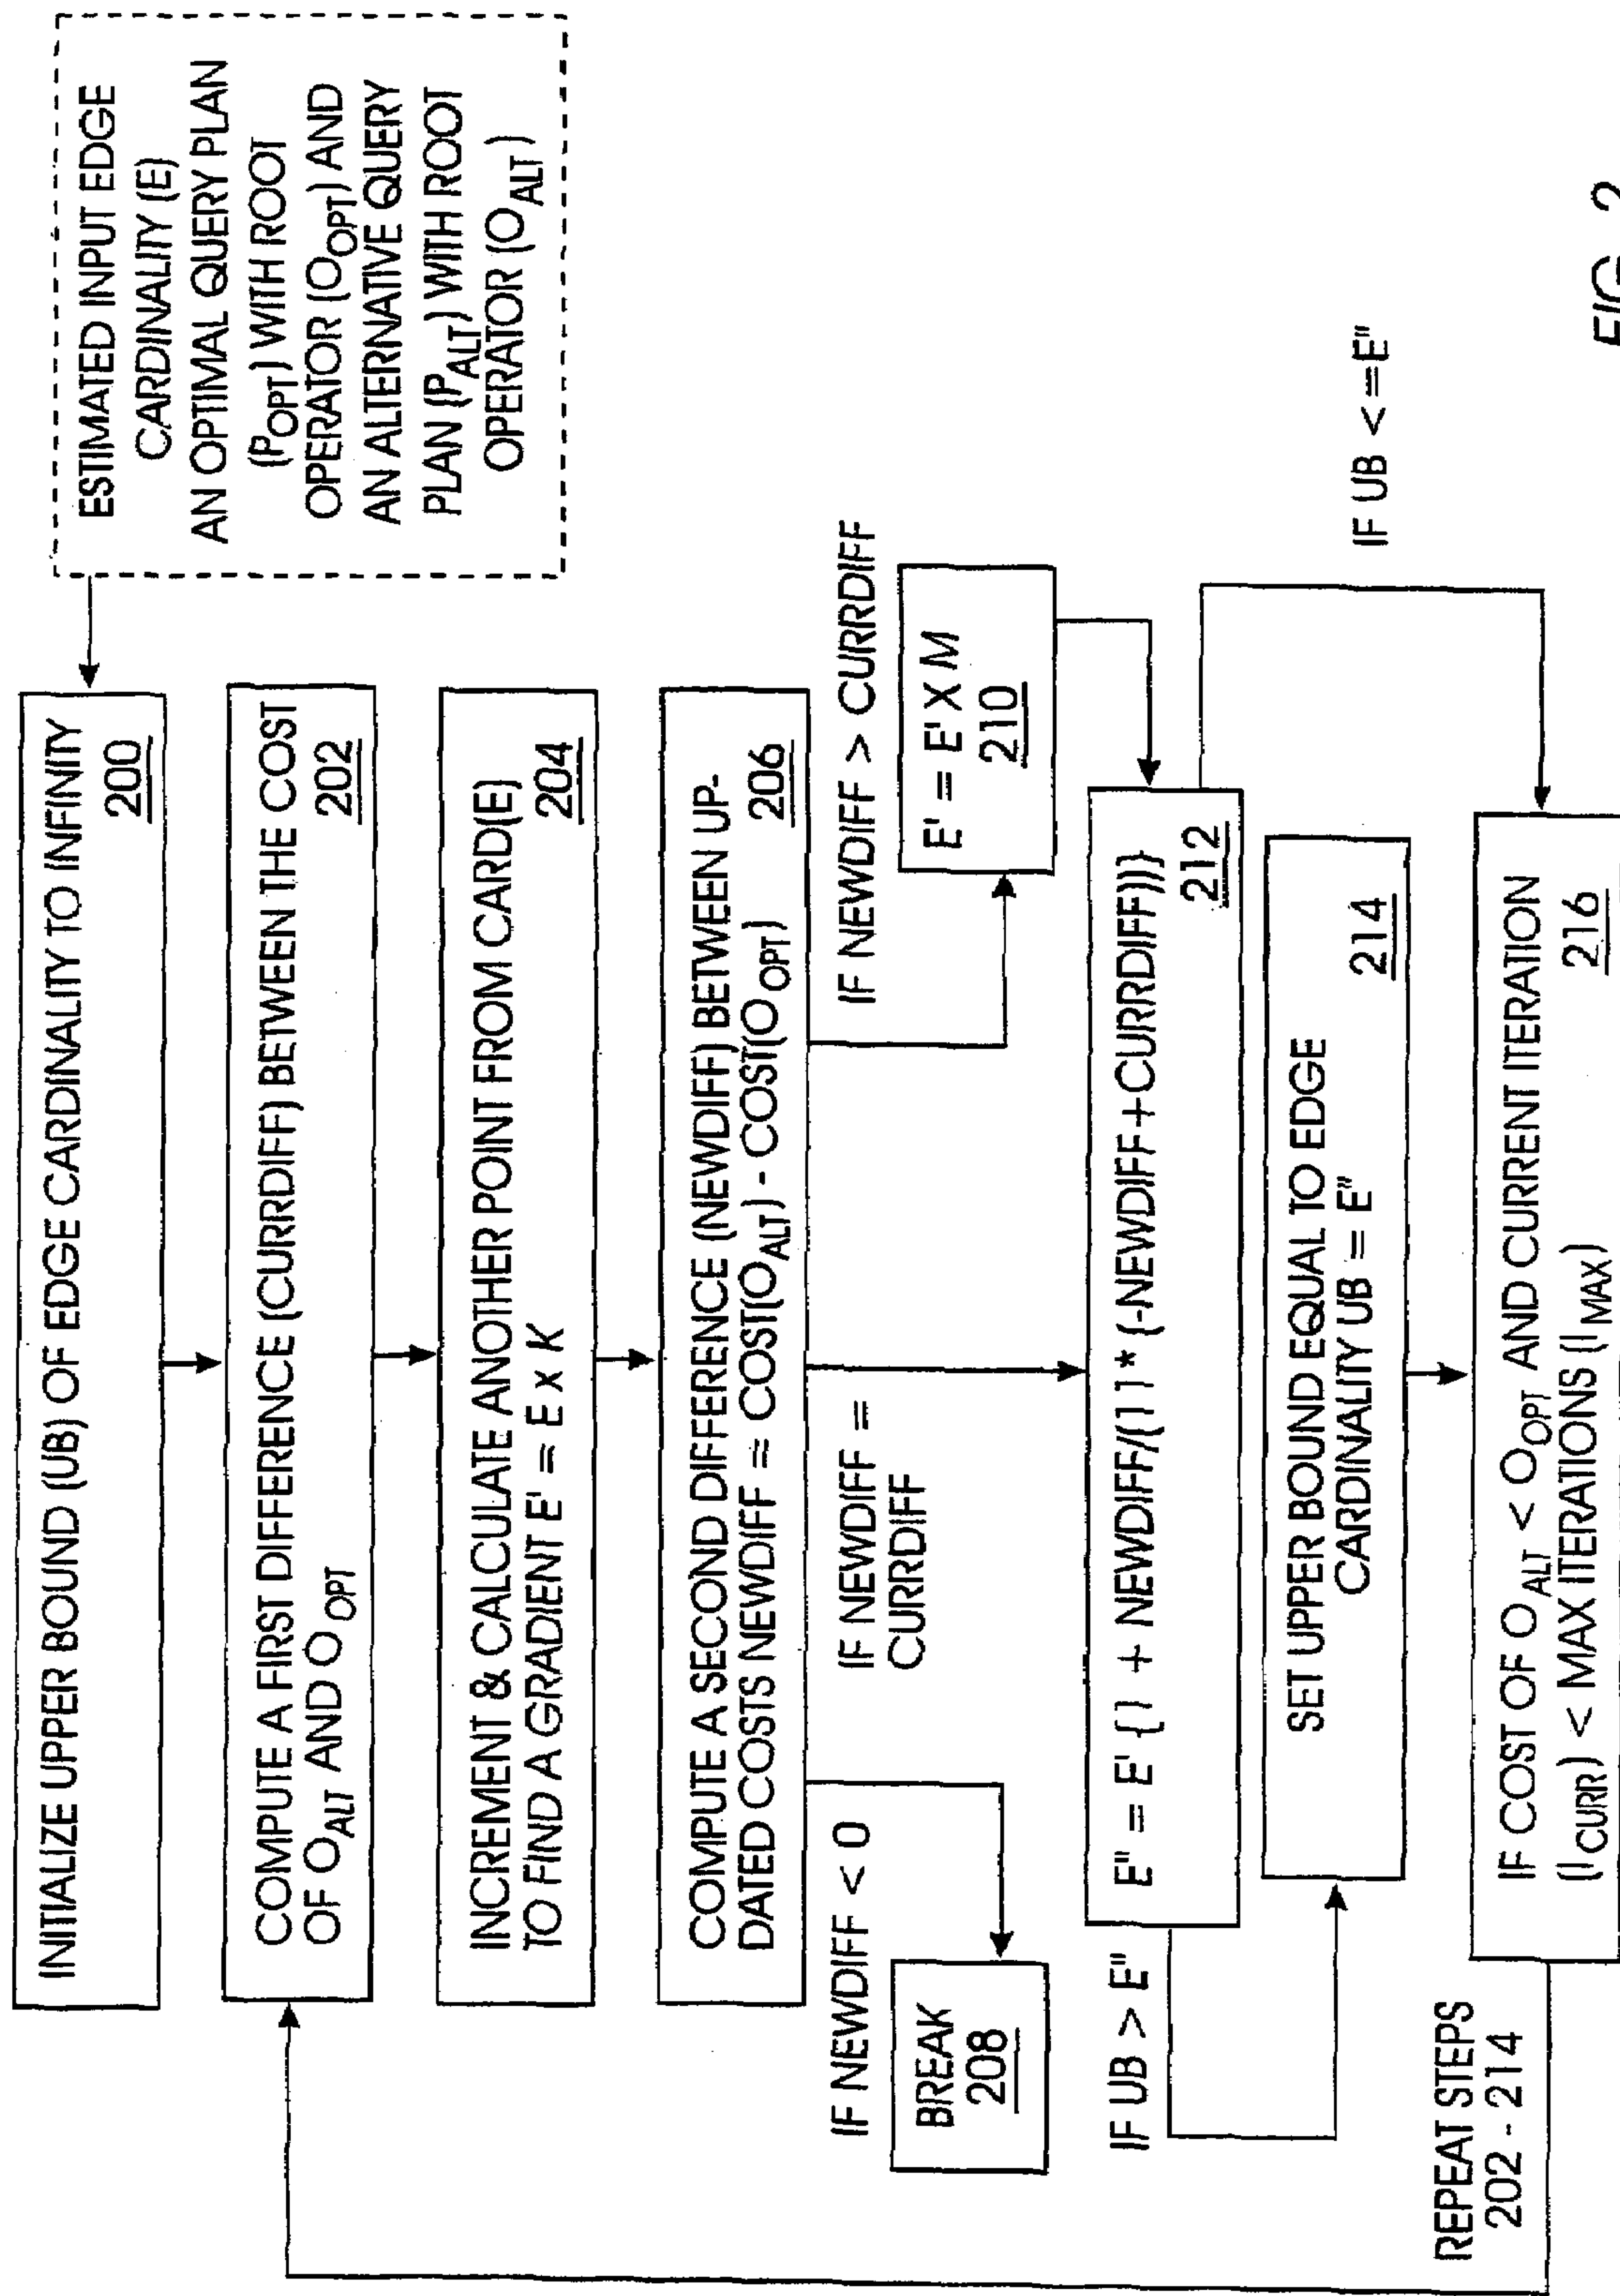 ESTIMATED INPUT EDGE
CARDINALITY (E)
AN OPTIMAL QUERY PLAN
(P_OPT) WITH ROOT
OPERATOR (O_OPT) AND
AN ALTERNATIVE QUERY
PLAN (P_ALT) WITH ROOT
OPERATOR (O_ALT)
INITIALIZE UPPER BOUND (UB) OF EDGE CARDINALITY TO INFINITY
200
COMPUTE A FIRST DIFFERENCE (CURRDIFF) BETWEEN THE COST
OF O_ALT AND O_OPT
202
INCREMENT & CALCULATE ANOTHER POINT FROM CARD(E)
TO FIND A GRADIENT E' = E x K
204
COMPUTE A SECOND DIFFERENCE (NEWDIFF) BETWEEN UP-
DATED COSTS NEWDIFF = COST(O_ALT) - COST(O_OPT)
206
IF NEWDIFF < 0
BREAK
208
IF NEWDIFF =
CURRDIFF
IF NEWDIFF > CURRDIFF
E' = E' X M
210
E" = E' {1 + NEWDIFF/(11 * (-NEWDIFF+CURRDIFF))}
212
IF UB > E"
SET UPPER BOUND EQUAL TO EDGE
CARDINALITY UB = E"
214
IF UB <=E"
IF COST OF O_ALT < O_OPT AND CURRENT ITERATION
(I_CURR) < MAX ITERATIONS (I_MAX)
216
REPEAT STEPS
202 - 214
FIG. 2